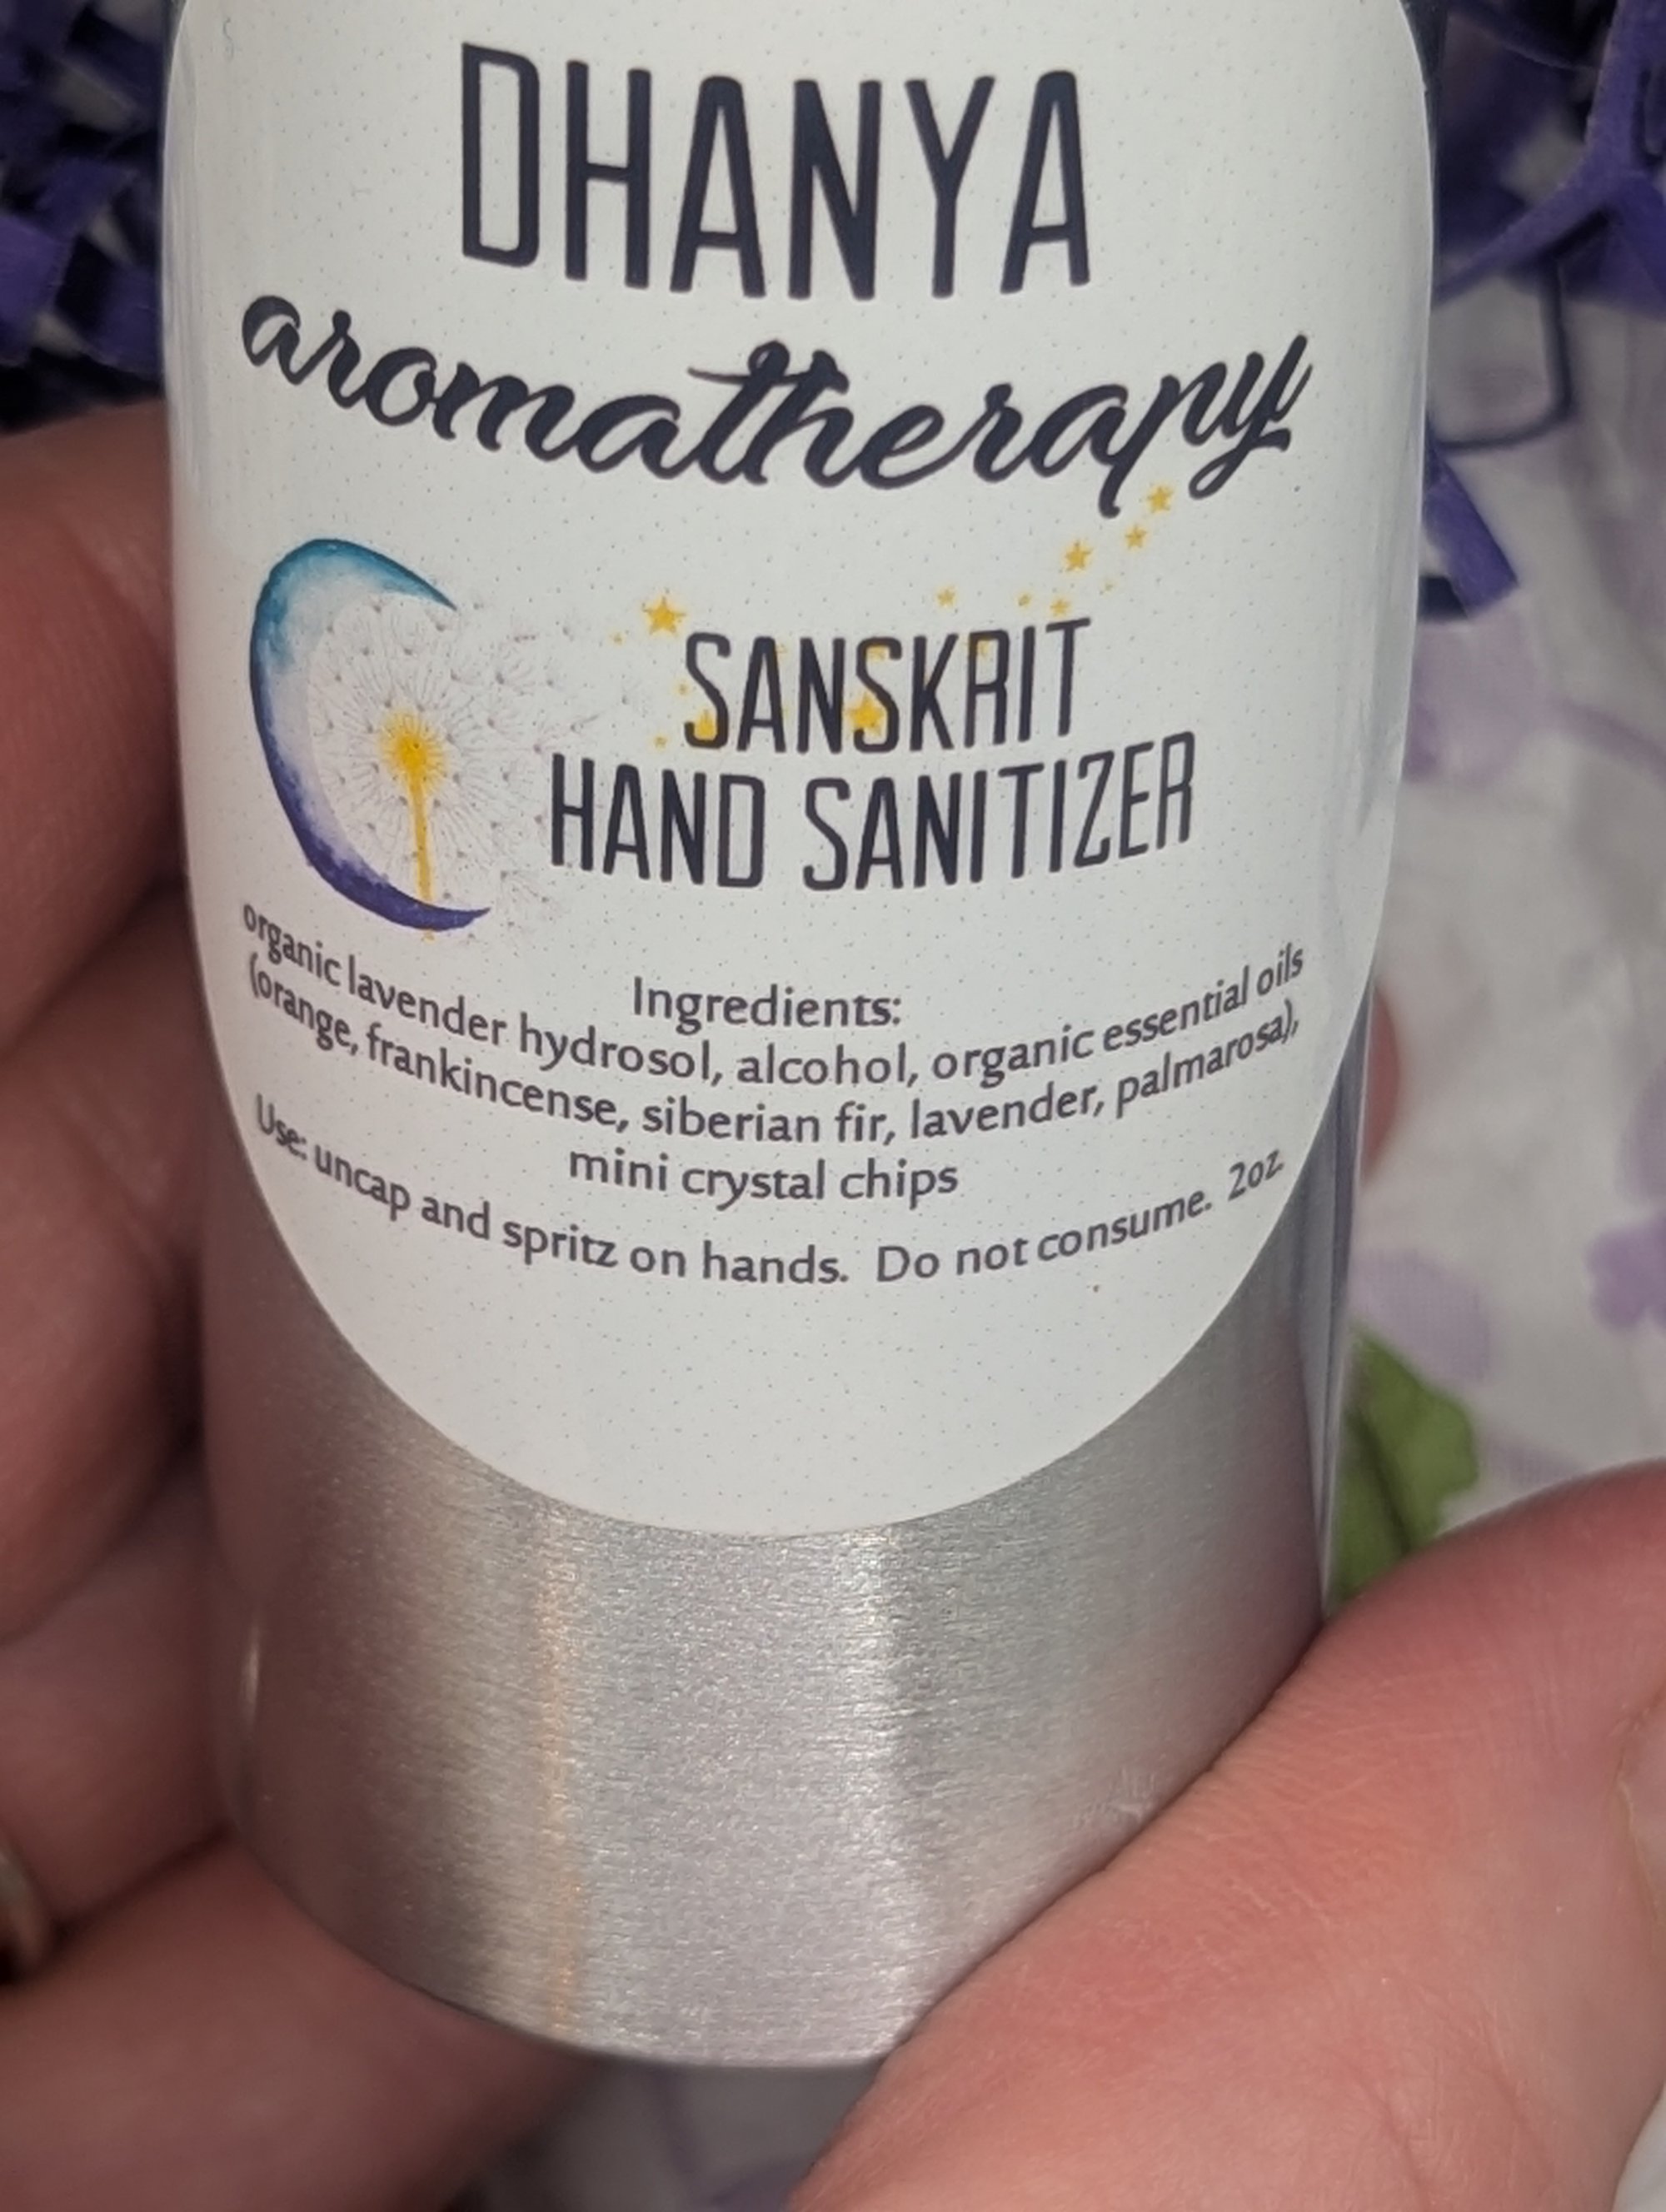 DHANYA
aromatherapy
SANSKRIT
HAND SANITIZER
Ingredients:
organic lavender hydrosol, alcohol, organic essential oils
(orange, frankincense, siberian fir, lavender, palmarosa),
mini crystal chips
Use: uncap and spritz on hands. Do not consume. 2oz.